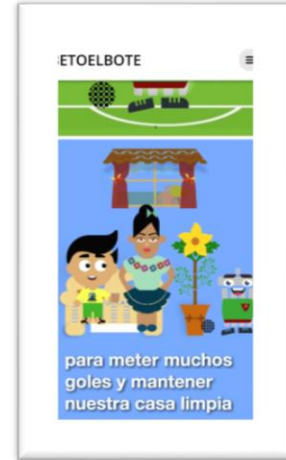 ETOELBOTE
para meter muchos
goles y mantener
nuestra casa limpia